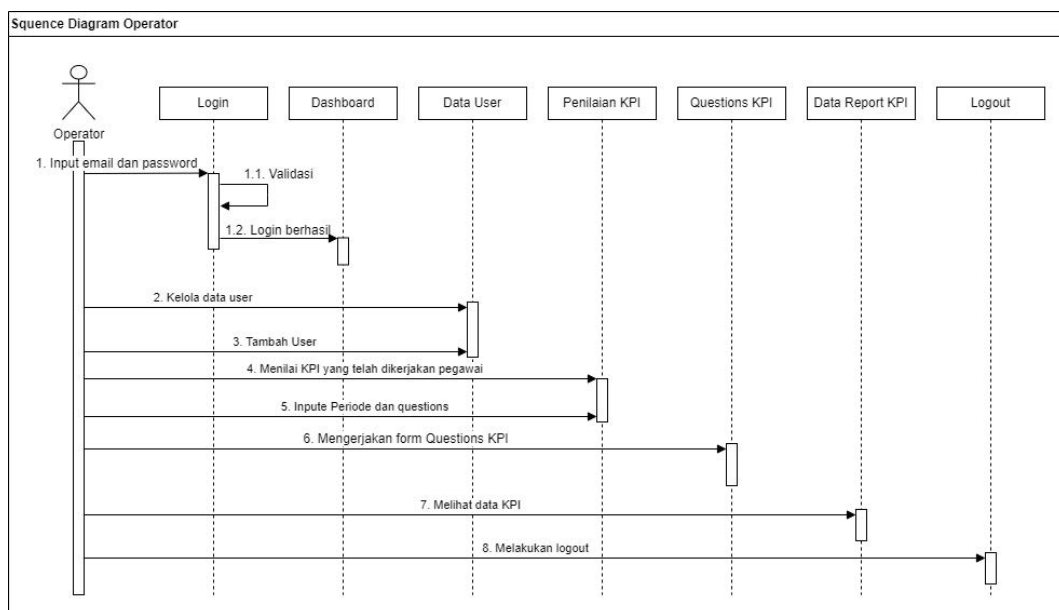 Squence Diagram Operator
Login
Dashboard
Data User
Penilaian KPI
Questions KPI
Data Report KPI
Logout
Operator
1. Input email dan password
1.1. Validasi
1.2. Login berhasil
2. Kelola data user
3. Tambah User
4. Menilai KPI yang telah dikerjakan pegawai
5. Inpute Periode dan questions
6. Mengerjakan form Questions KPI
7. Melihat data KPI
8. Melakukan logout